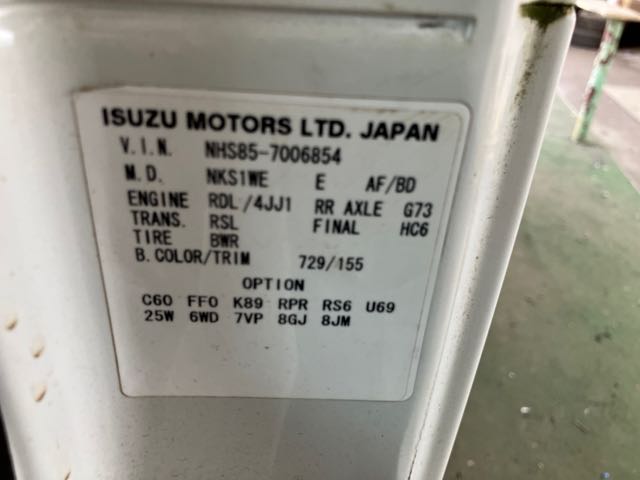 ISUZU MOTORS LTD. JAPAN
V.I.N. NHS85-7006854
M.D. NKS1WE E AF/BD
ENGINE RDL/4JJ1 RR AXLE G73
TRANS. RSL FINAL HC6
TIRE BWR
B.COLOR/TRIM 729/155
OPTION
C60 FF0 K89 RPR RS6 U69
25W 6WD 7VP 8GJ 8JM